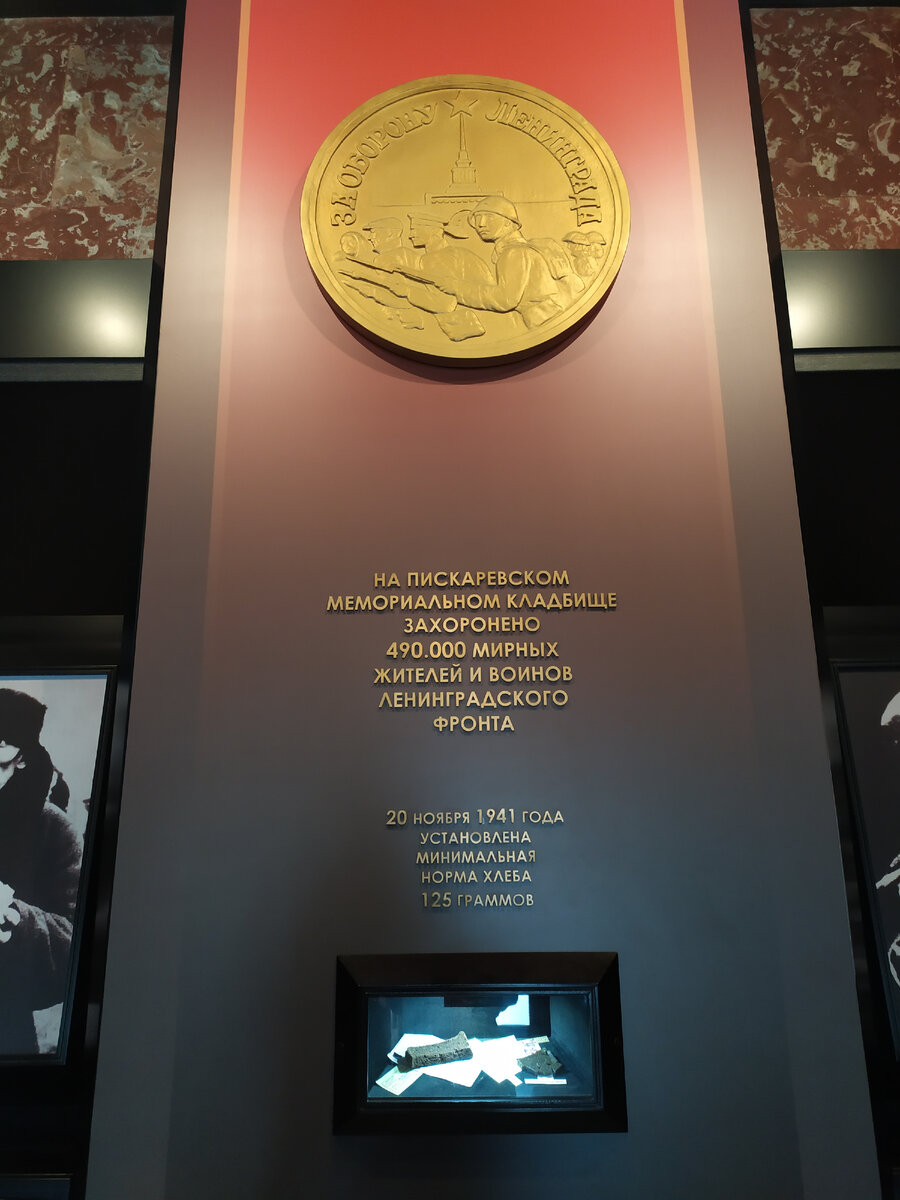 ЗА ОБОРОНУ ЛЕНИНГРАДА
НА ПИСКАРЕВСКОМ
МЕМОРИАЛЬНОМ КЛАДБИЩЕ
ЗАХОРОНЕНО
490.000 МИРНЫХ
ЖИТЕЛЕЙ И ВОИНОВ
ЛЕНИНГРАДСКОГО
ФРОНТА
20 НОЯБРЯ 1941 ГОДА
УСТАНОВЛЕНА
МИНИМАЛЬНАЯ
НОРМА ХЛЕБА
125 ГРАММОВ